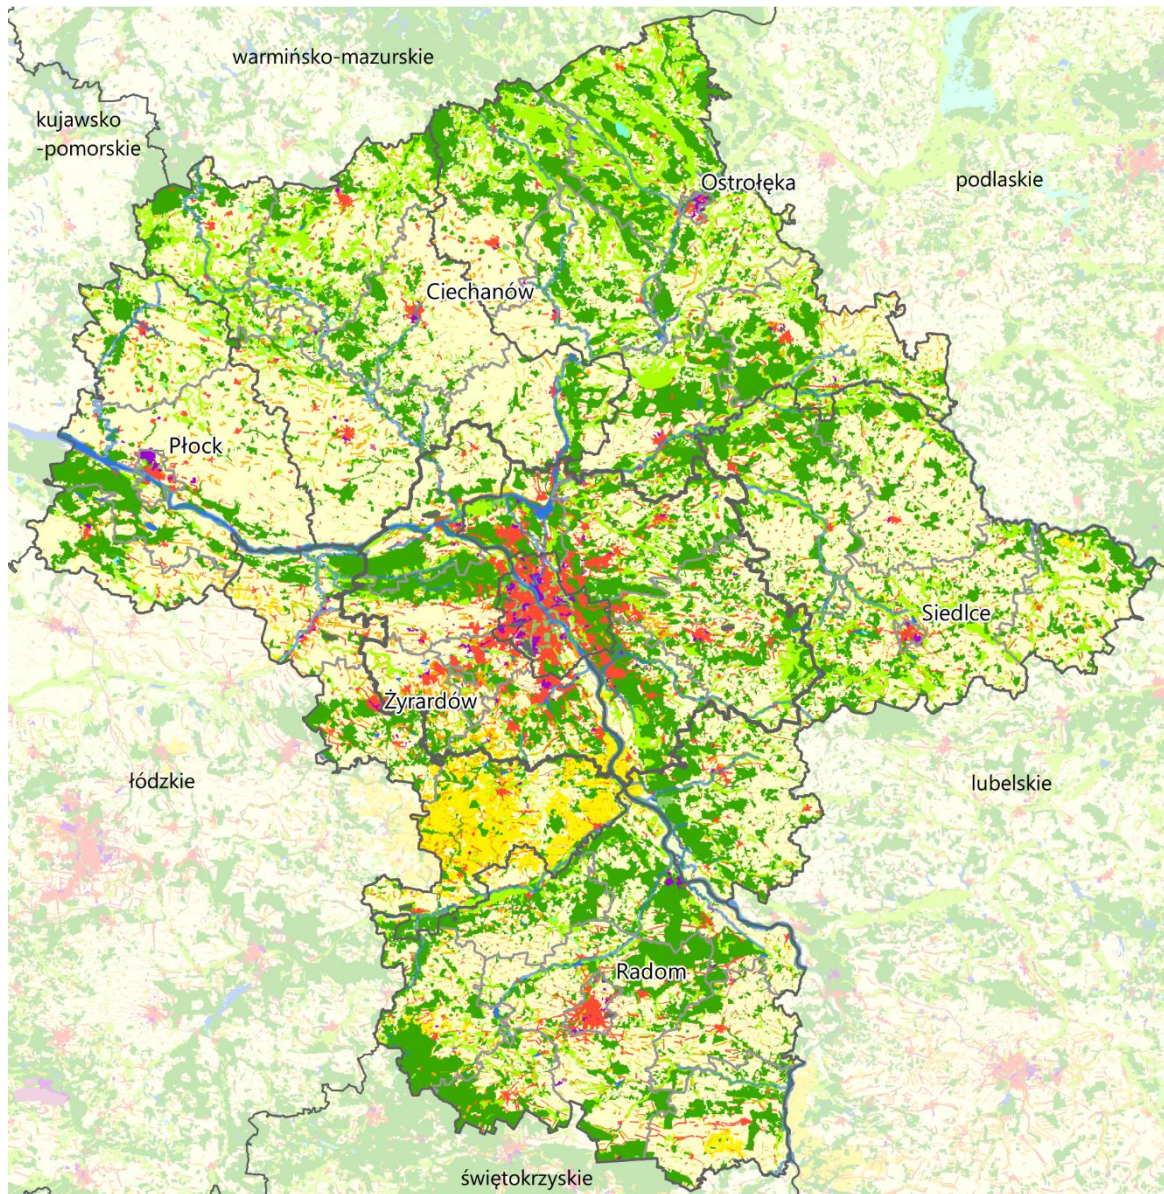 warmińsko-mazurskie
kujawsko
-pomorskie
podlaskie
Ostrołęka
Ciechanów
Płock
Siedlce
Żyrardów
łódzkie
lubelskie
Radom
świętokrzyskie